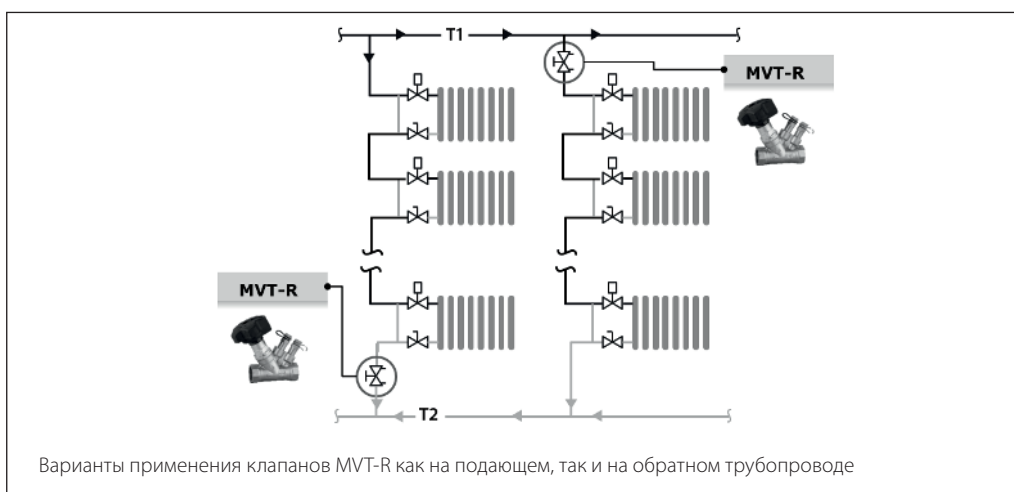 T1
MVT-R
MVT-R
T2
Варианты применения клапанов MVT-R как на подающем, так и на обратном трубопроводе